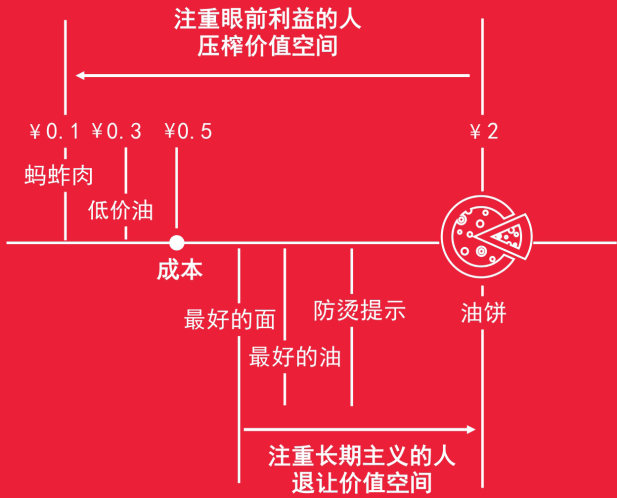 注重眼前利益的人
压榨价值空间
¥0.1 ¥0.3 ¥0.5 ¥2
蚂蚱肉
低价油
成本
最好的面
防烫提示
油饼
最好的油
注重长期主义的人
退让价值空间